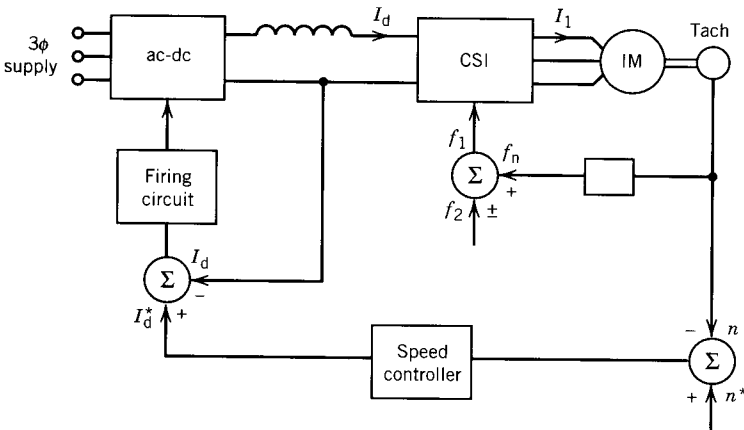 3ϕ
supply
ac-dc
I_d
CSI
I_1
IM
Tach
Firing
circuit
f_1
f_n
Σ
+
f_2
±
I_d
Σ
−
I_d^*
+
Speed
controller
−
n
Σ
+
n*